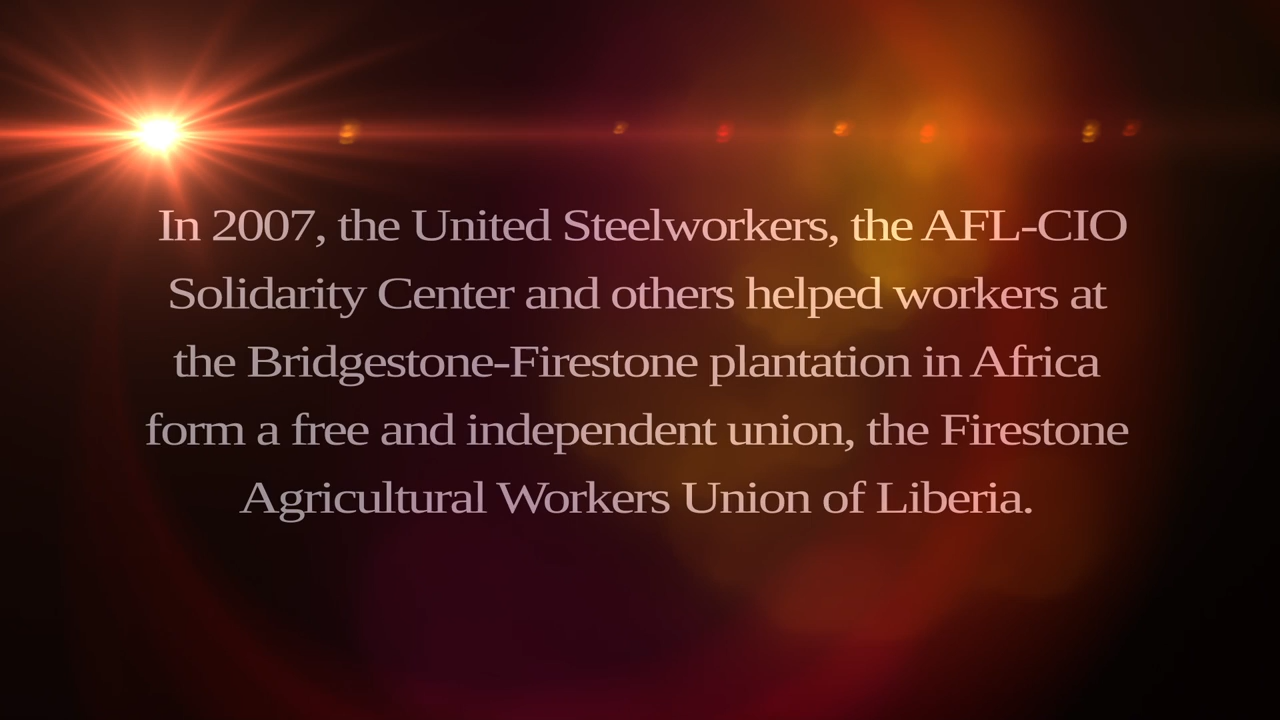 In 2007, the United Steelworkers, the AFL-CIO
Solidarity Center and others helped workers at
the Bridgestone-Firestone plantation in Africa
form a free and independent union, the Firestone
Agricultural Workers Union of Liberia.